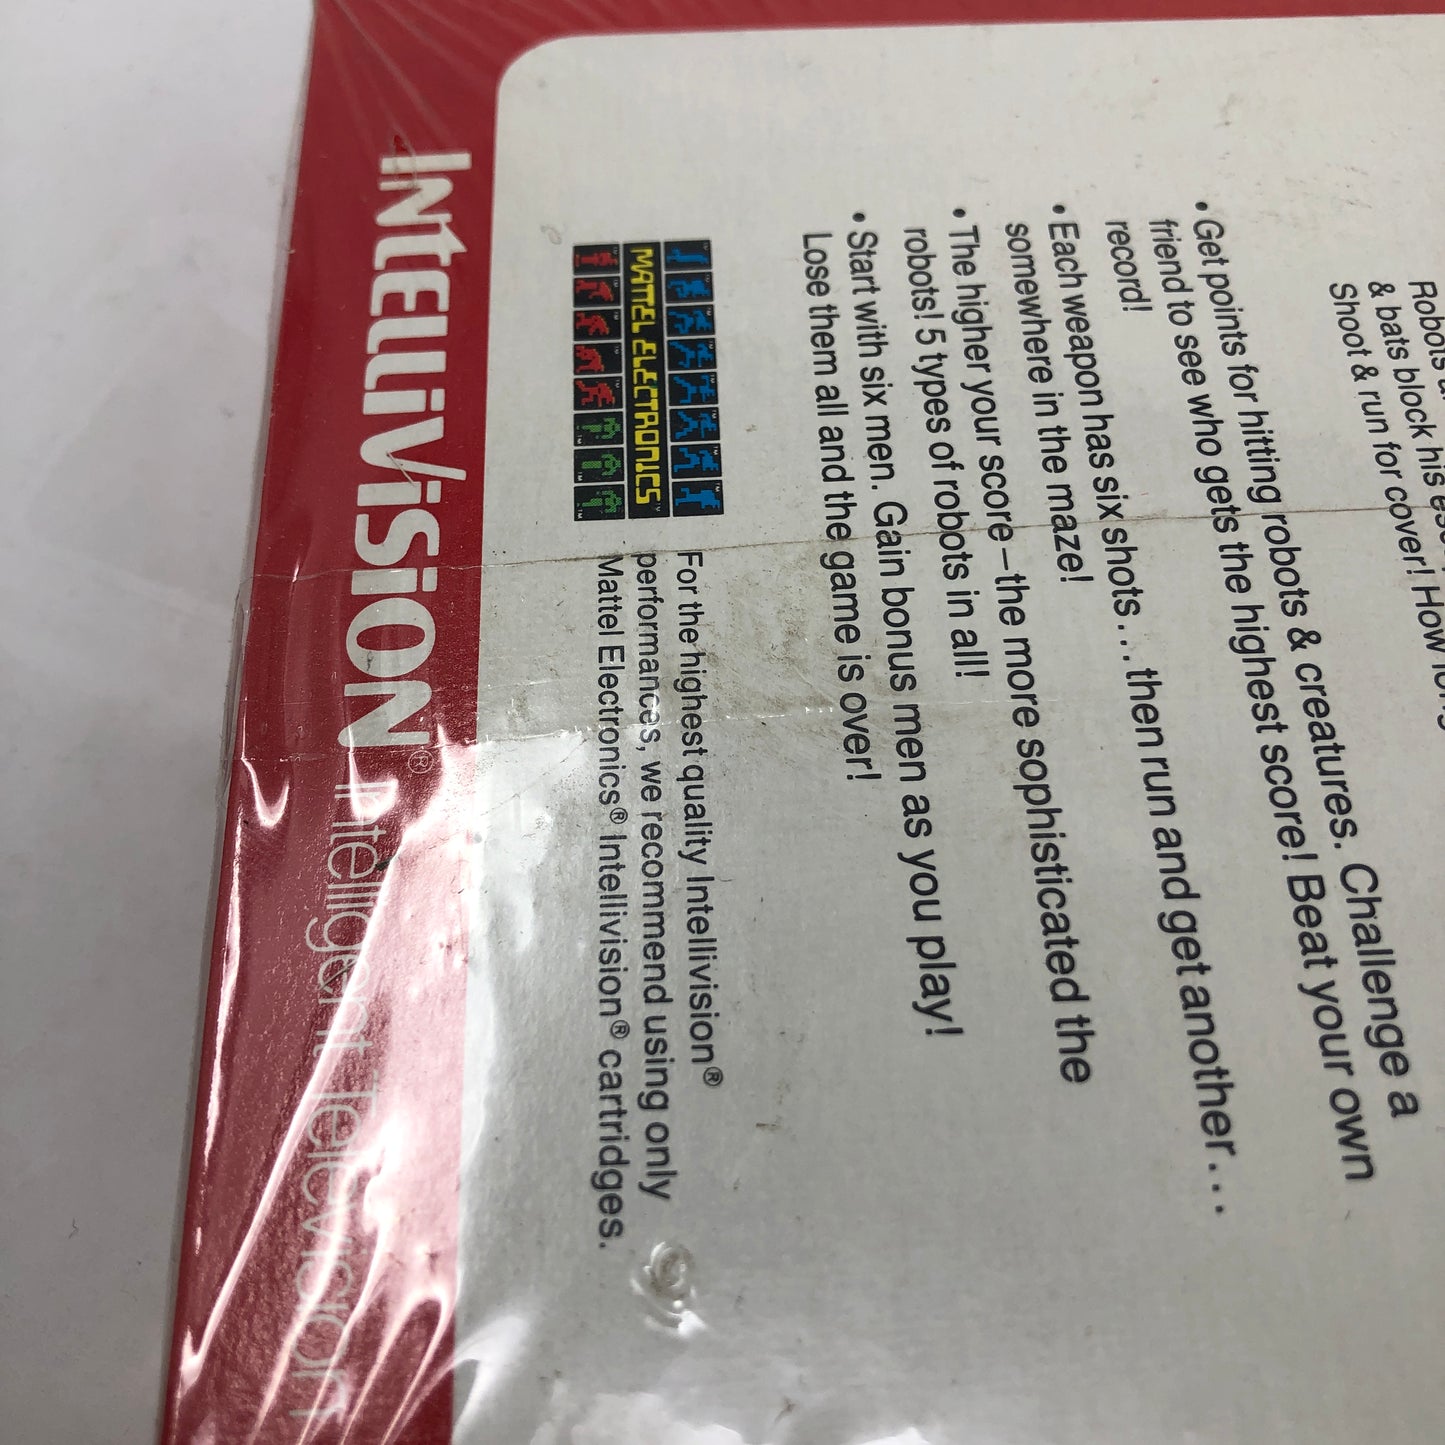 & bats block his
Shoot & run for cover! How
• Get points for hitting robots & creatures. Challenge a
friend to see who gets the highest score! Beat your own
record!
• Each weapon has six shots... then run and get another...
somewhere in the maze!
• The higher your score—the more sophisticated the
robots! 5 types of robots in all!
• Start with six men. Gain bonus men as you play!
Lose them all and the game is over!
MATTEL ELECTRONICS
For the highest quality Intellivision®
performances, we recommend using only
Mattel Electronics® Intellivision® cartridges.
INTELLIVISION® Intelligent Television